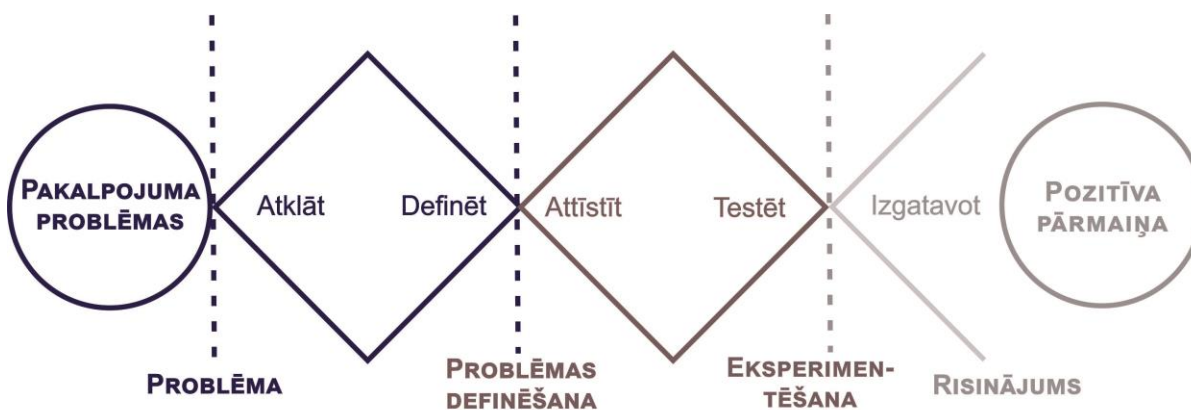 PAKALPOJUMA
PROBLĒMAS
Atklāt
Definēt
Attīstīt
Testēt
Izgatavot
POZITĪVA
PĀRMAIŅA
PROBLĒMA
PROBLĒMAS
DEFINĒŠANA
EKSPERIMEN-
TĒŠANA
RISINĀJUMS